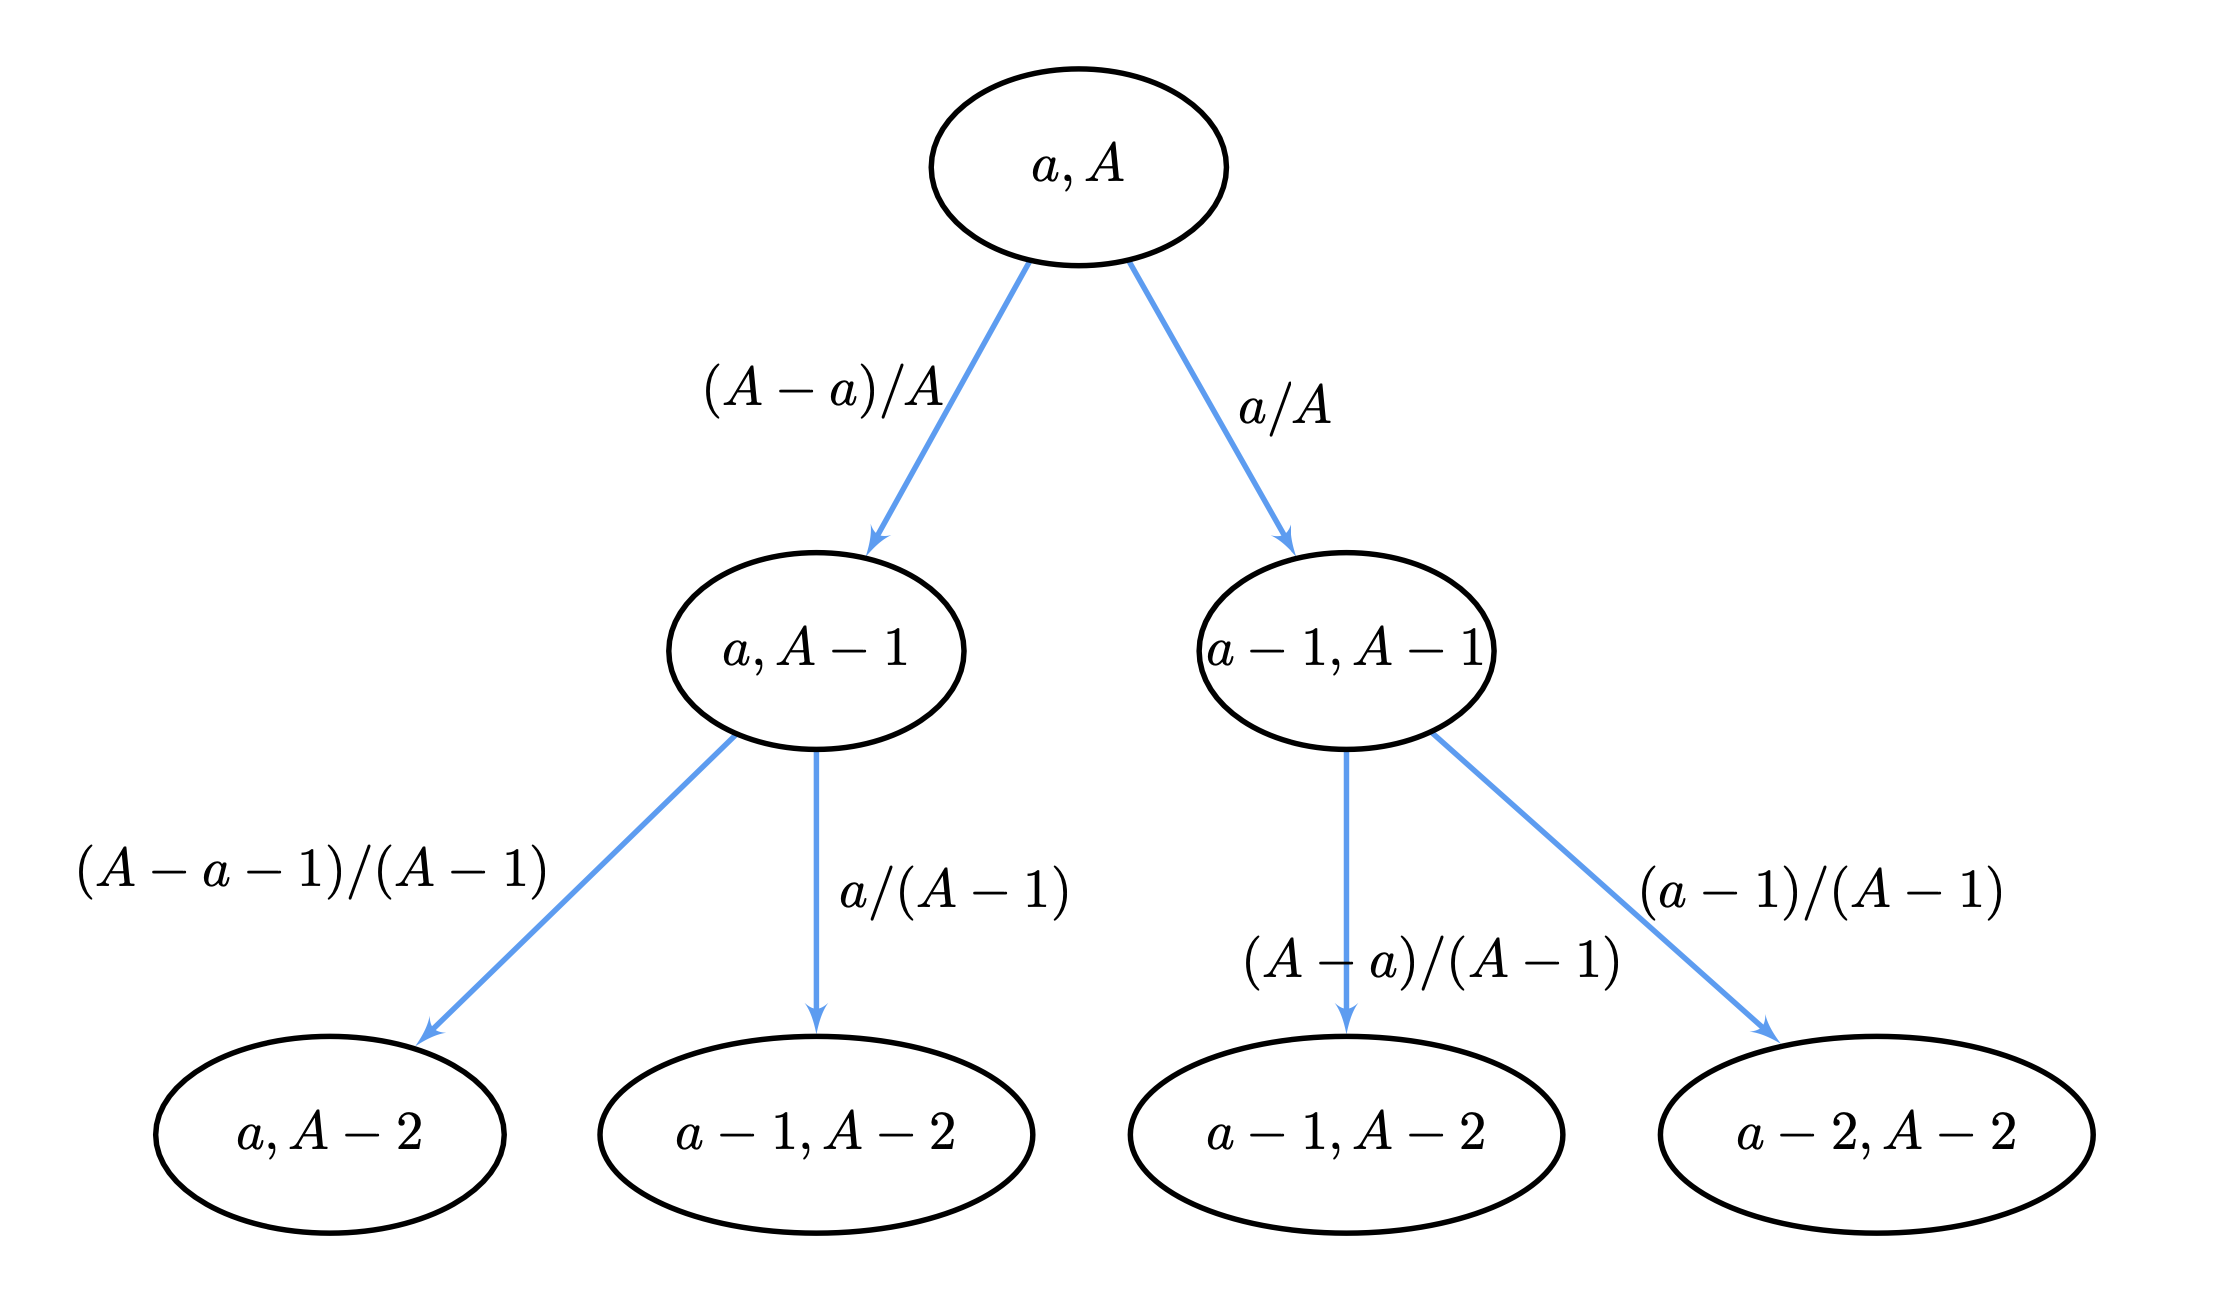 a, A
(A − a)/A
a/A
a, A − 1
a − 1, A − 1
(A − a − 1)/(A − 1)
a/(A − 1)
(A − a)/(A − 1)
(a − 1)/(A − 1)
a, A − 2
a − 1, A − 2
a − 1, A − 2
a − 2, A − 2